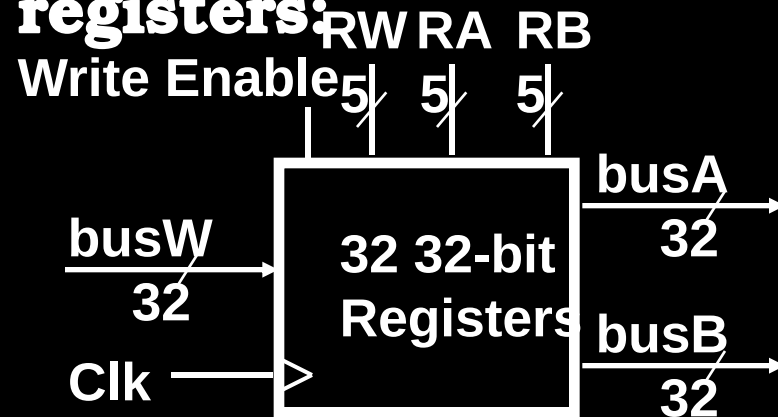 registers:
RW RA RB
Write Enable
5 5 5
busA
32
busW
32
32 32-bit
Registers
busB
32
Clk